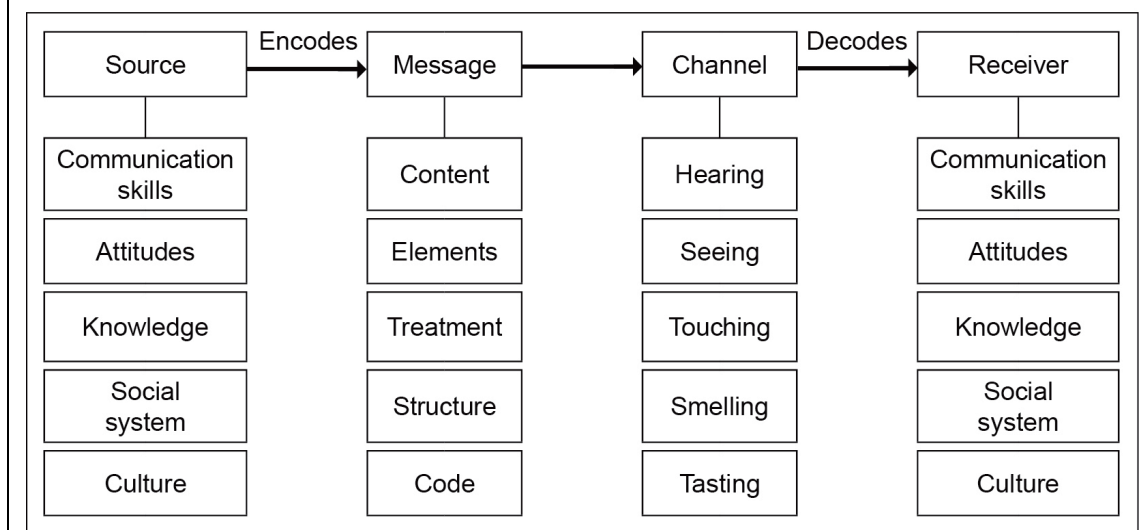 Encodes
Decodes
Source
Message
Channel
Receiver
Communication
skills
Content
Hearing
Communication
skills
Attitudes
Elements
Seeing
Attitudes
Knowledge
Treatment
Touching
Knowledge
Social
system
Structure
Smelling
Social
system
Culture
Code
Tasting
Culture